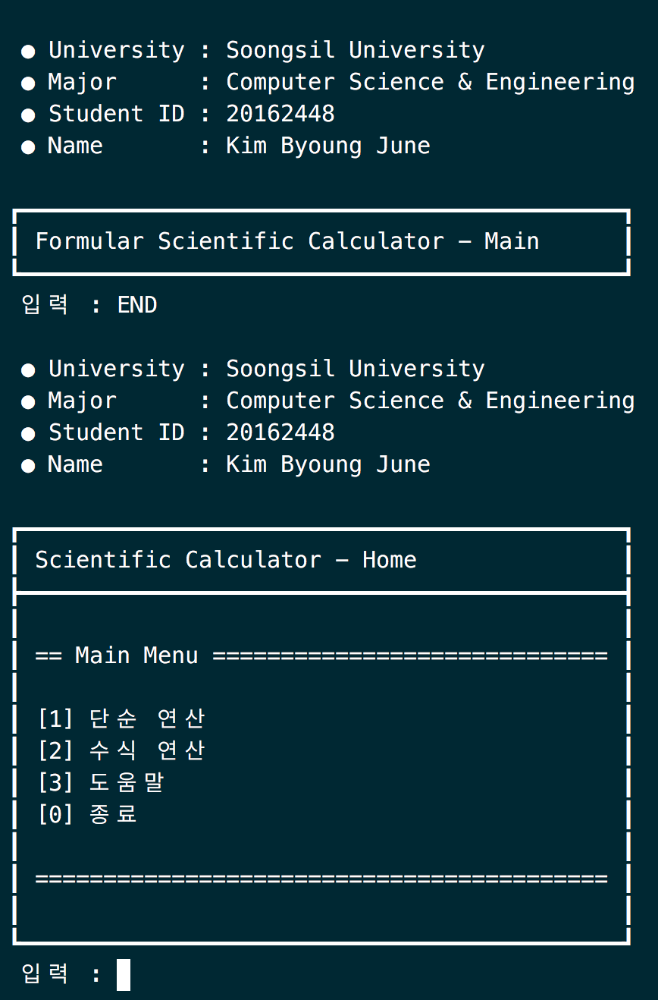 ● University : Soongsil University
● Major      : Computer Science & Engineering
● Student ID : 20162448
● Name       : Kim Byoung June
Formular Scientific Calculator - Main
입력 : END
● University : Soongsil University
● Major      : Computer Science & Engineering
● Student ID : 20162448
● Name       : Kim Byoung June
Scientific Calculator - Home
== Main Menu =============================
[1] 단순 연산
[2] 수식 연산
[3] 도움말
[0] 종료
==========================================
입력 :